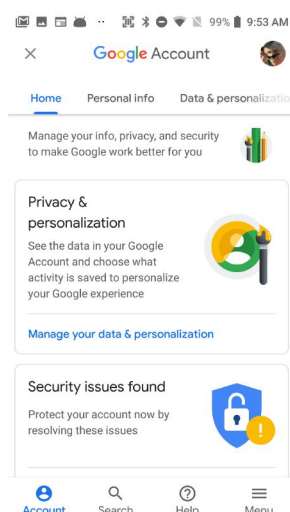 99% 9:53 AM
Google Account
Home Personal info Data & personalizatio
Manage your info, privacy, and security
to make Google work better for you
Privacy &
personalization
See the data in your Google
Account and choose what
activity is saved to personalize
your Google experience
Manage your data & personalization
Security issues found
Protect your account now by
resolving these issues
Account Search Help Menu